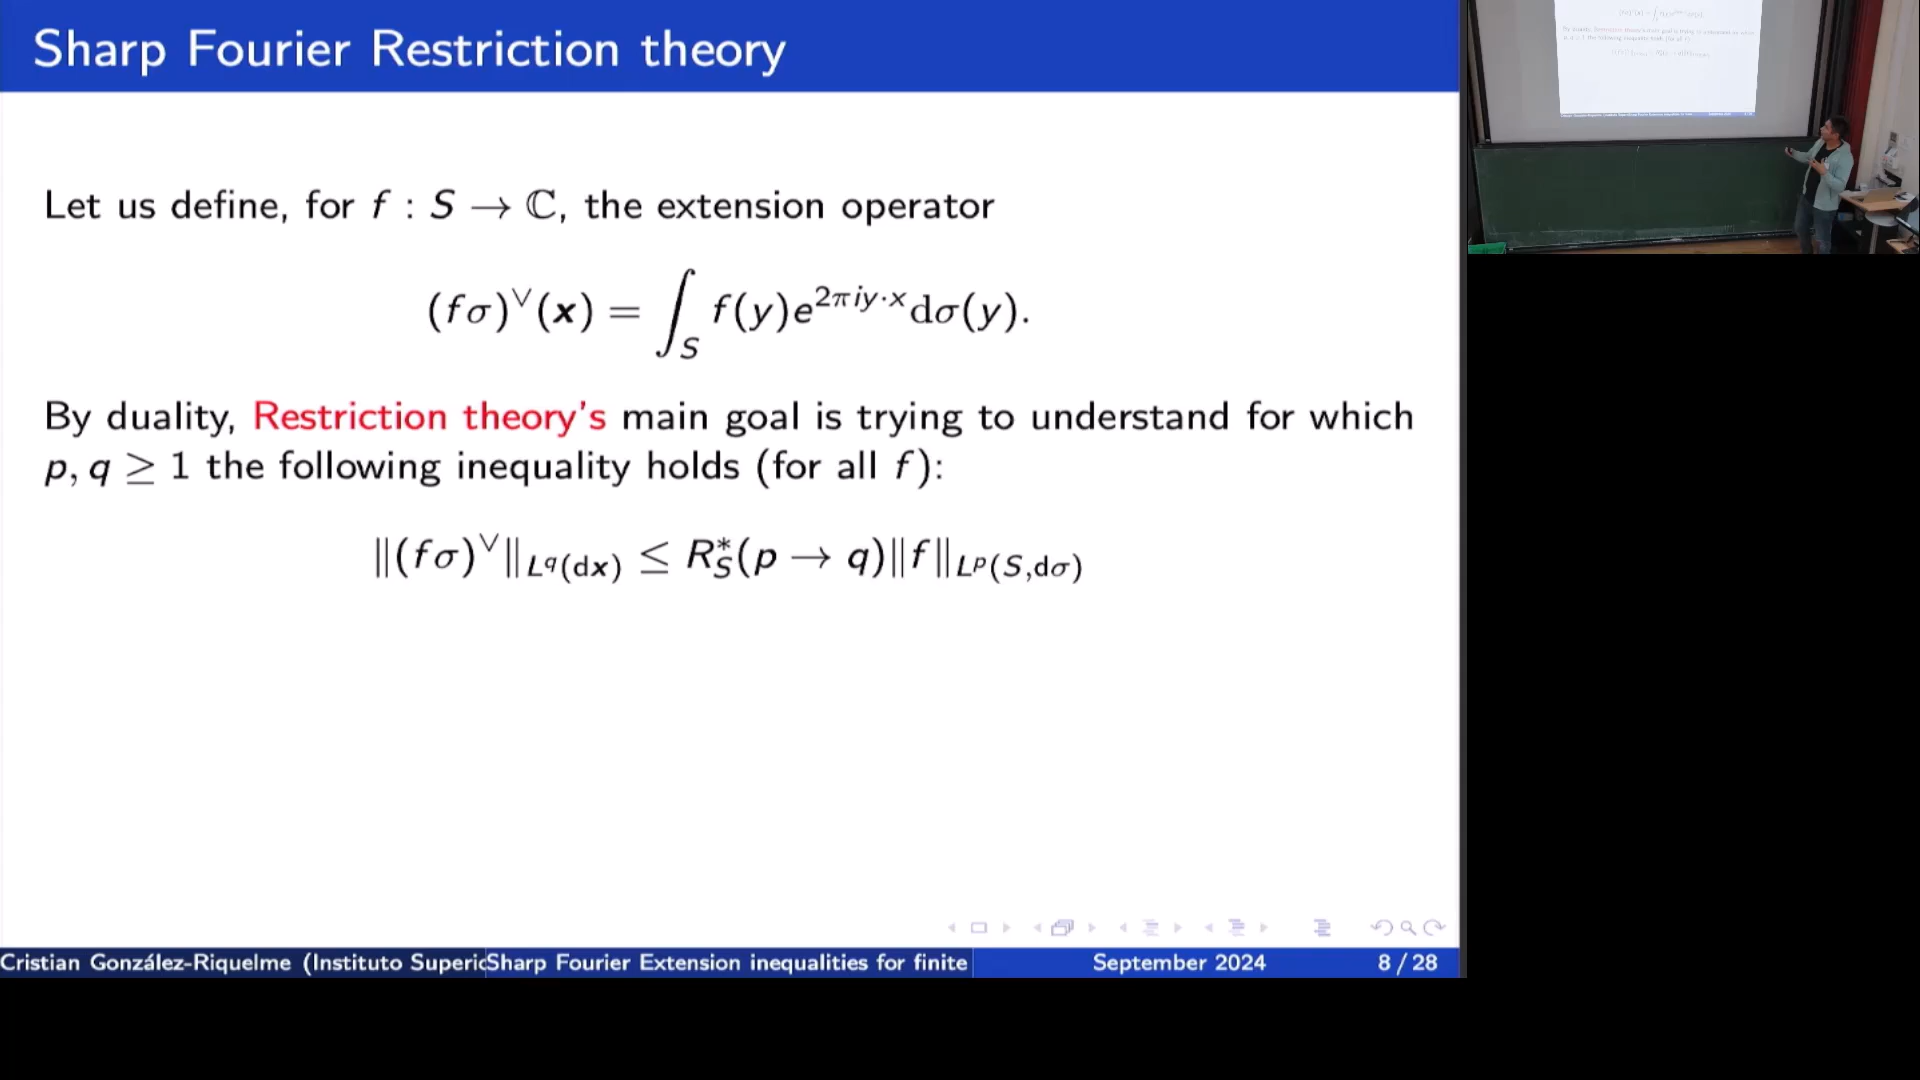 Sharp Fourier Restriction theory
Let us define, for f : S → ℂ, the extension operator
(fσ)^∨(x) = ∫_S f(y)e^{2πiy·x}dσ(y).
By duality, Restriction theory's main goal is trying to understand for which
p, q ≥ 1 the following inequality holds (for all f):
‖(fσ)^∨‖_{L^q(dx)} ≤ R_S^*(p → q)‖f‖_{L^p(S,dσ)}
Cristian González-Riquelme (Instituto Superic Sharp Fourier Extension inequalities for finite September 2024 8 / 28